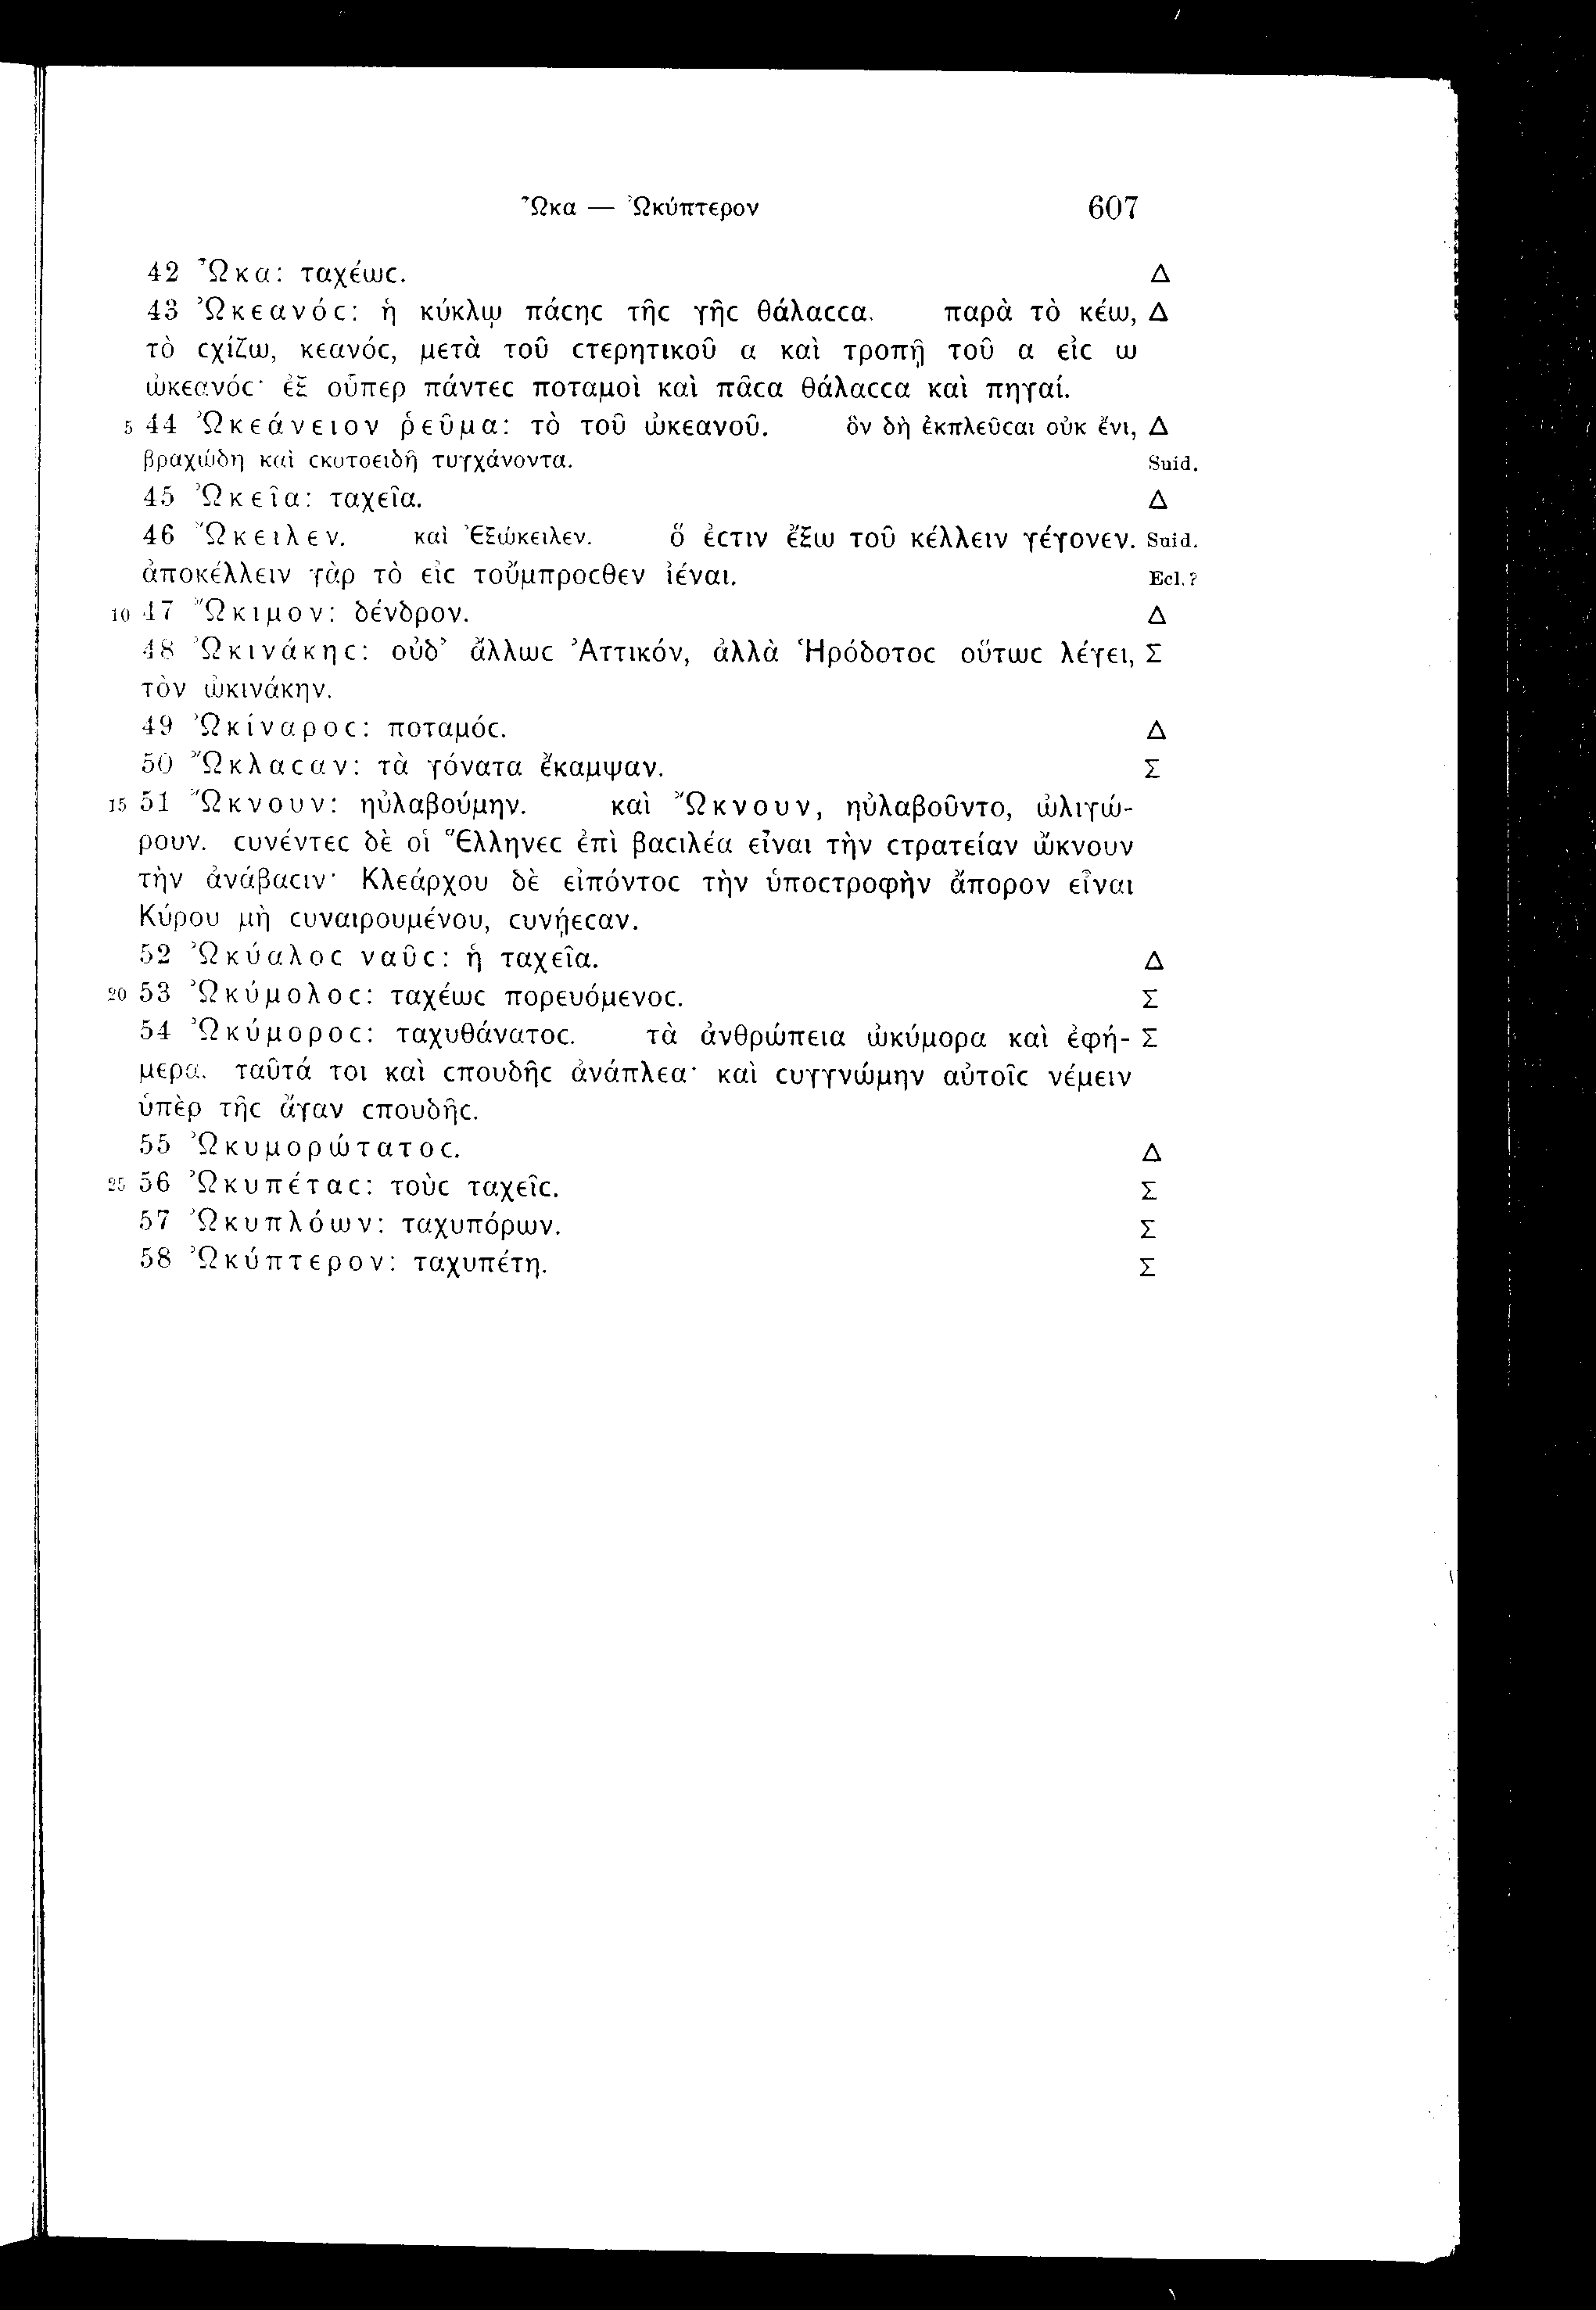 Ὦκα — Ὠκύπτερον 607
42 Ὦκα: ταχέωϲ. Δ
43 Ὠκεανόϲ: ἡ κύκλῳ πάϲηϲ τῆϲ γῆϲ θάλαϲϲα. παρὰ τὸ κέω, Δ
τὸ ϲχίζω, κεανόϲ, μετὰ τοῦ ϲτερητικοῦ α καὶ τροπῇ τοῦ α εἰϲ ω
ὠκεανόϲ· ἐξ οὗπερ πάντεϲ ποταμοὶ καὶ πᾶϲα θάλαϲϲα καὶ πηγαί.
5 44 Ὠκεάνειον ῥεῦμα: τὸ τοῦ ὠκεανοῦ. ὃν δὴ ἐκπλεῦϲαι οὐκ ἔνι, Δ
βραχώδη καὶ ϲκοτοειδῆ τυγχάνοντα. Suid.
45 Ὠκεῖα: ταχεῖα. Δ
46 Ὤκειλεν. καὶ Ἐξώκειλεν. ὅ ἐϲτιν ἔξω τοῦ κέλλειν γέγονεν. Suid.
ἀποκέλλειν γὰρ τὸ εἰϲ τοὔμπροϲθεν ἰέναι. Ecl.?
10 47 Ὤκιμον: δένδρον. Δ
48 Ὠκινάκηϲ: οὐδ’ ἄλλωϲ Ἀττικόν, ἀλλὰ Ἡρόδοτοϲ οὕτωϲ λέγει, Σ
τὸν ὠκινάκην.
49 Ὠκίναροϲ: ποταμόϲ. Δ
50 Ὤκλαϲαν: τὰ γόνατα ἔκαμψαν. Σ
15 51 Ὤκνουν: ηὐλαβούμην. καὶ Ὤκνουν, ηὐλαβοῦντο, ὠλιγώ-
ρουν. ϲυνέντεϲ δὲ οἱ Ἕλληνεϲ ἐπὶ βαϲιλέα εἶναι τὴν ϲτρατείαν ὤκνουν
τὴν ἀνάβαϲιν· Κλεάρχου δὲ εἰπόντοϲ τὴν ὑποϲτροφὴν ἄπορον εἶναι
Κύρου μὴ ϲυναιρουμένου, ϲυνῄεϲαν.
52 Ὠκύαλοϲ ναῦϲ: ἡ ταχεῖα. Δ
20 53 Ὠκύμολοϲ: ταχέωϲ πορευόμενοϲ. Σ
54 Ὠκύμοροϲ: ταχυθάνατοϲ. τὰ ἀνθρώπεια ὠκύμορα καὶ ἐφή- Σ
μερα. ταῦτά τοι καὶ ϲπουδῆϲ ἀνάπλεα· καὶ ϲυγγνώμην αὐτοῖϲ νέμειν
ὑπὲρ τῆϲ ἄγαν ϲπουδῆϲ.
55 Ὠκυμορώτατοϲ. Δ
25 56 Ὠκυπέταϲ: τοὺϲ ταχεῖϲ. Σ
57 Ὠκυπλόων: ταχυπόρων. Σ
58 Ὠκύπτερον: ταχυπέτη. Σ